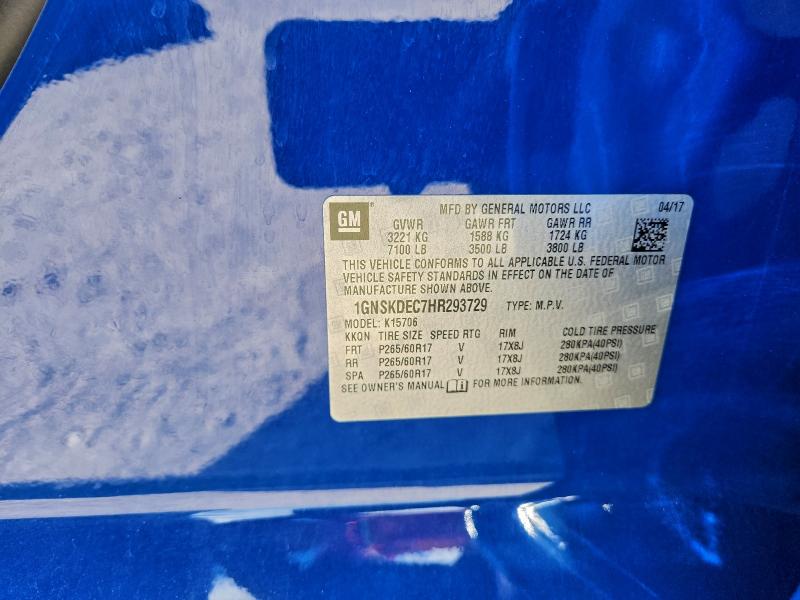 GM
MFD BY GENERAL MOTORS LLC 04/17
GVWR GAWR FRT GAWR RR
3221 KG 1588 KG 1724 KG
7100 LB 3500 LB 3800 LB
THIS VEHICLE CONFORMS TO ALL APPLICABLE U.S. FEDERAL MOTOR
VEHICLE SAFETY STANDARDS IN EFFECT ON THE DATE OF
MANUFACTURE SHOWN ABOVE.
1GNSKDEC7HR293729 TYPE: M.P.V.
MODEL: K15706
KKQN TIRE SIZE SPEED RTG RIM COLD TIRE PRESSURE
FRT P265/60R17 V 17X8J 280KPA(40PSI)
RR P265/60R17 V 17X8J 280KPA(40PSI)
SPA P265/60R17 V 17X8J 280KPA(40PSI)
SEE OWNER'S MANUAL FOR MORE INFORMATION.